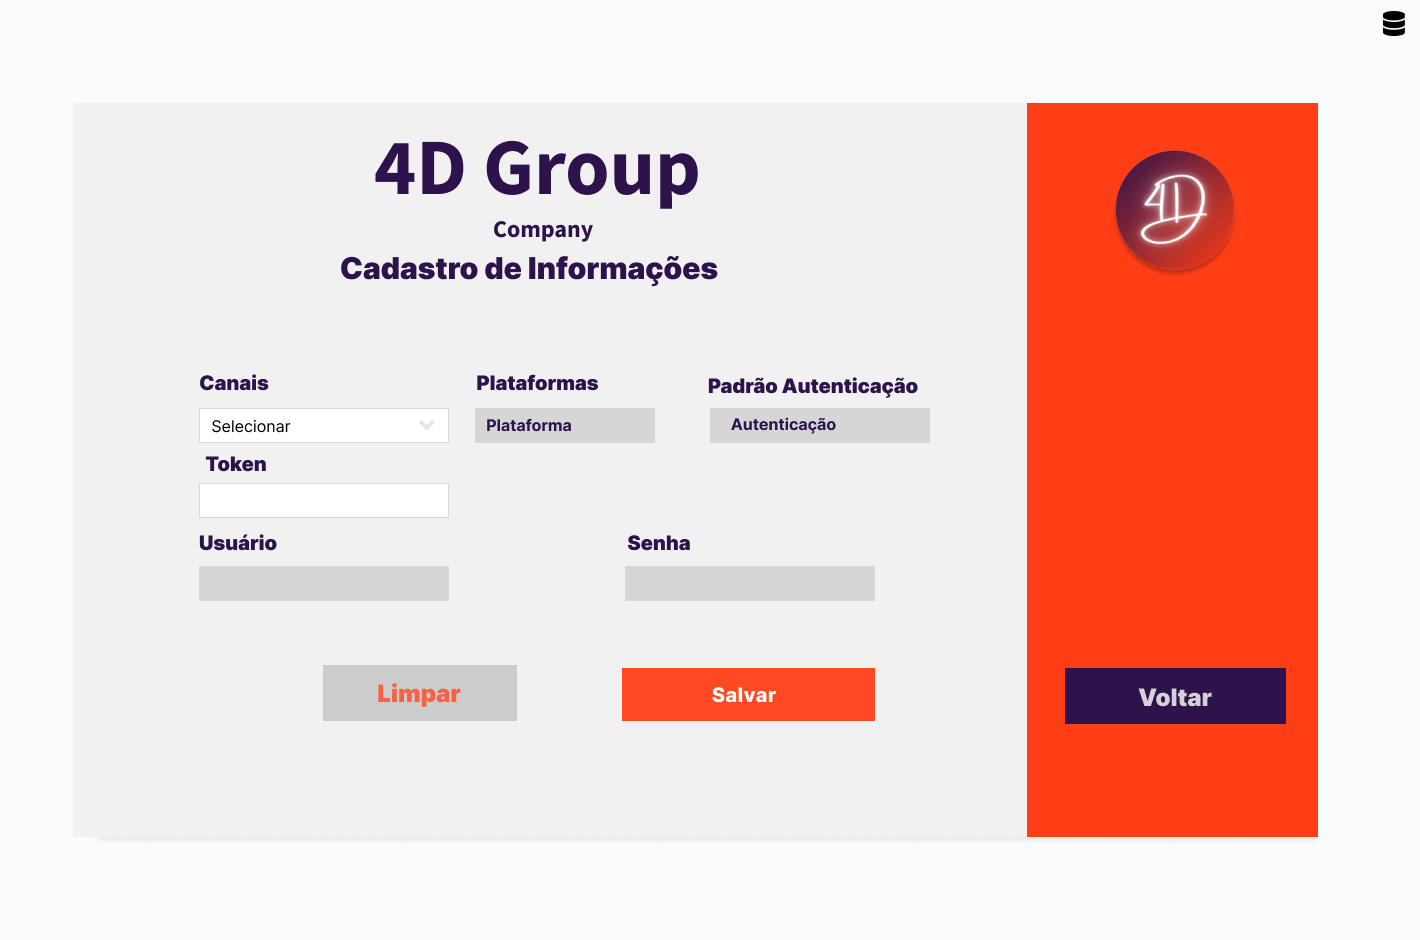 4D Group
Company
Cadastro de Informações
4D
Canais
Plataformas
Padrão Autenticação
Selecionar
Plataforma
Autenticação
Token
Usuário
Senha
Limpar
Salvar
Voltar